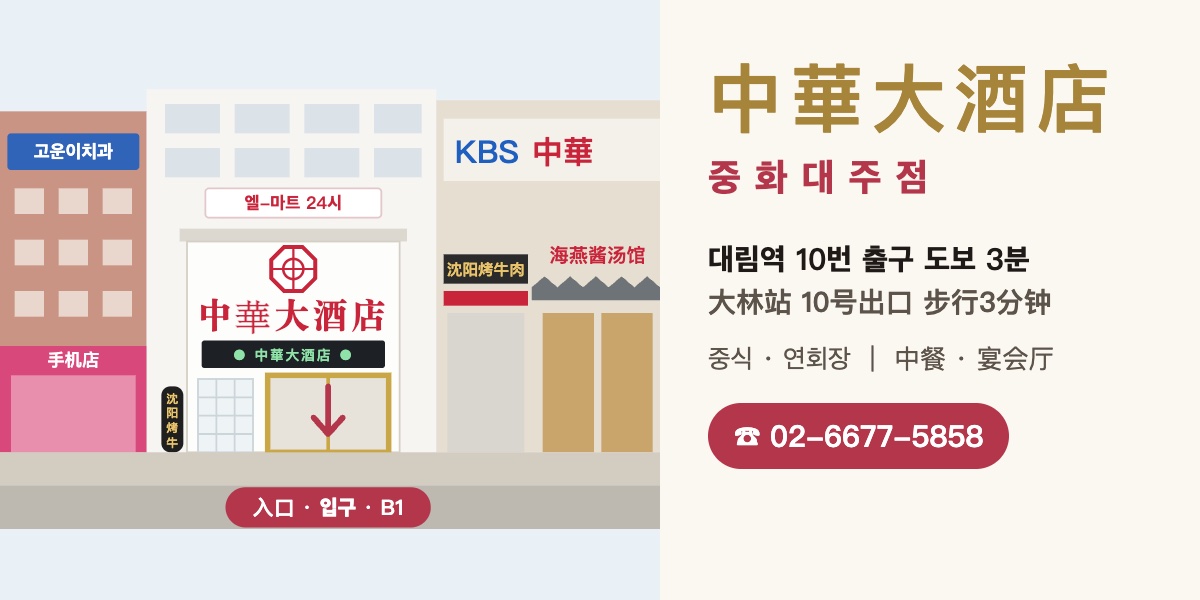 고운이치과
手机店
엘-마트 24시
中華大酒店
中華大酒店
沈阳烤牛
KBS 中華
沈阳烤牛肉
海燕酱汤馆
入口 · 입구 · B1
中華大酒店
중화대주점
대림역 10번 출구 도보 3분
大林站 10号出口 步行3分钟
중식 · 연회장 | 中餐 · 宴会厅
☎ 02-6677-5858